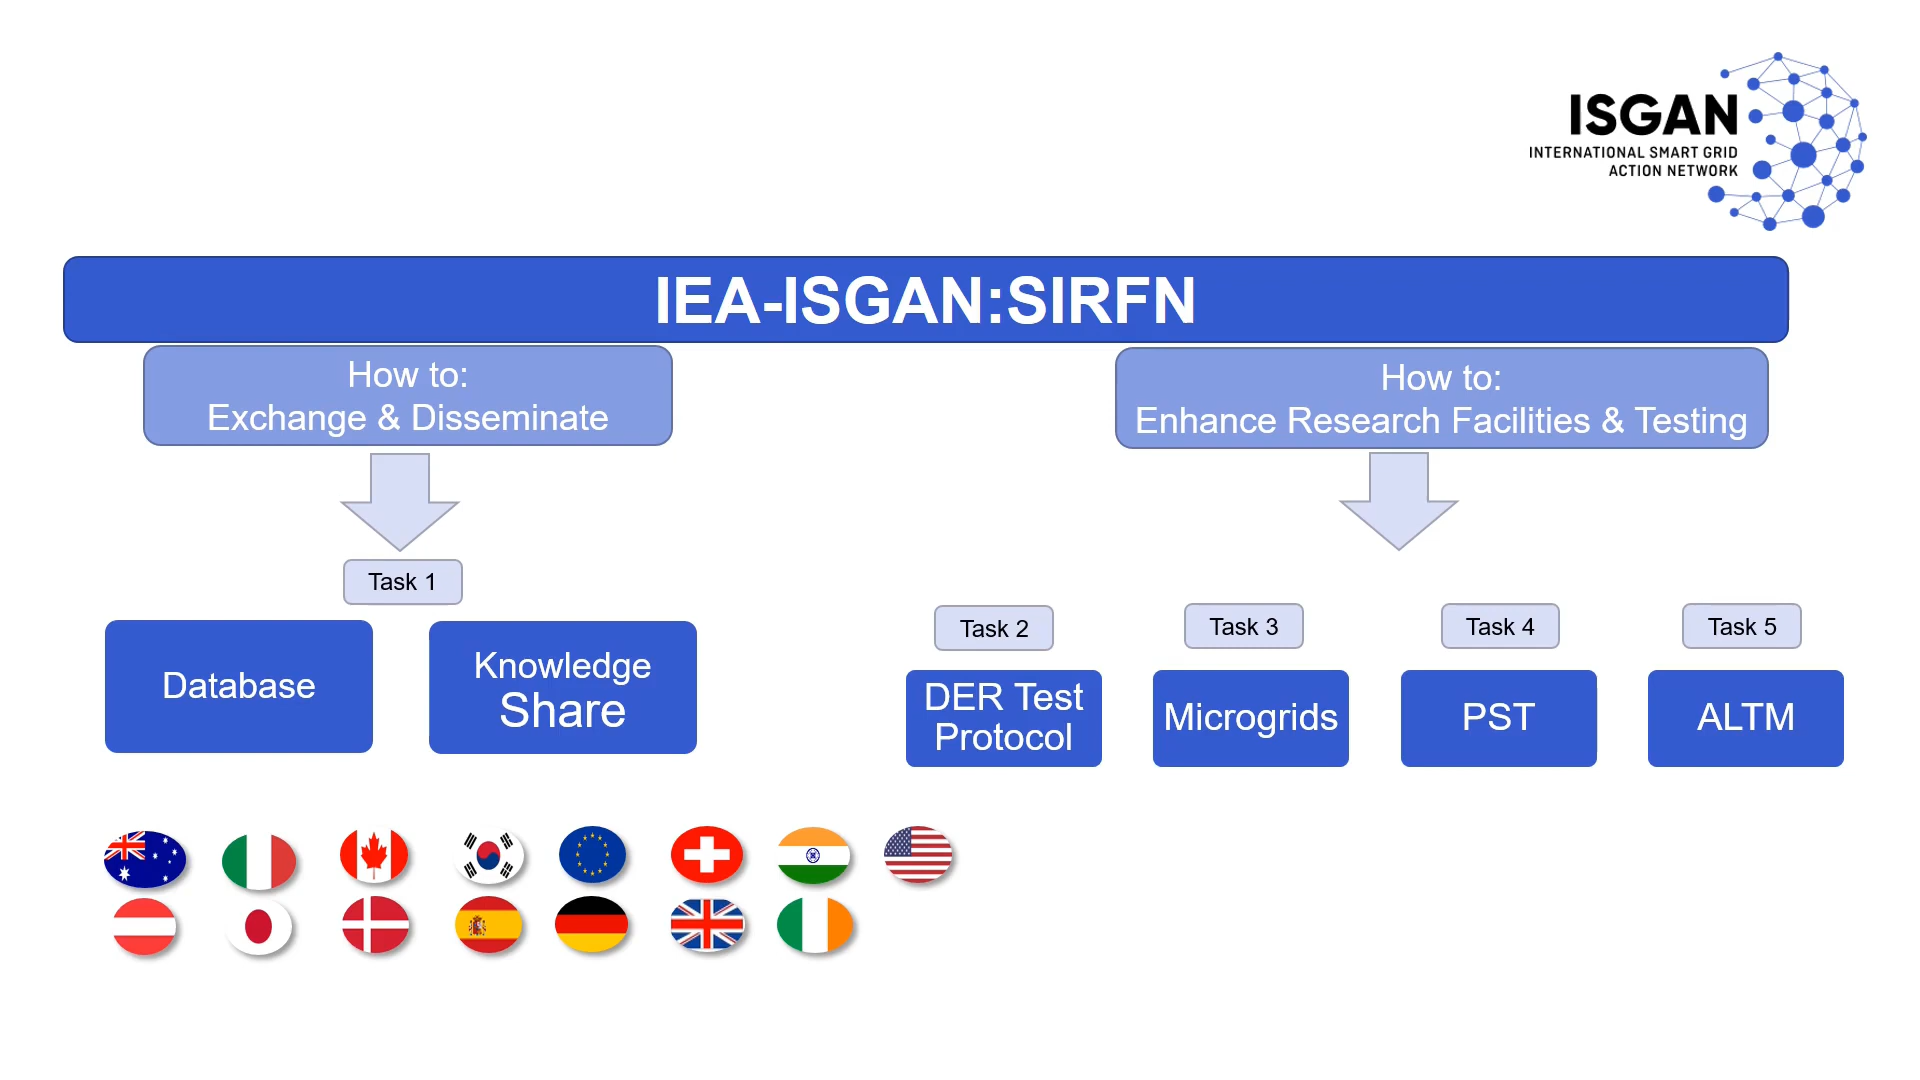 ISGAN
INTERNATIONAL SMART GRID
ACTION NETWORK
IEA-ISGAN:SIRFN
How to:
Exchange & Disseminate
How to:
Enhance Research Facilities & Testing
Task 1
Database
Knowledge
Share
Task 2
Task 3
Task 4
Task 5
DER Test
Protocol
Microgrids
PST
ALTM